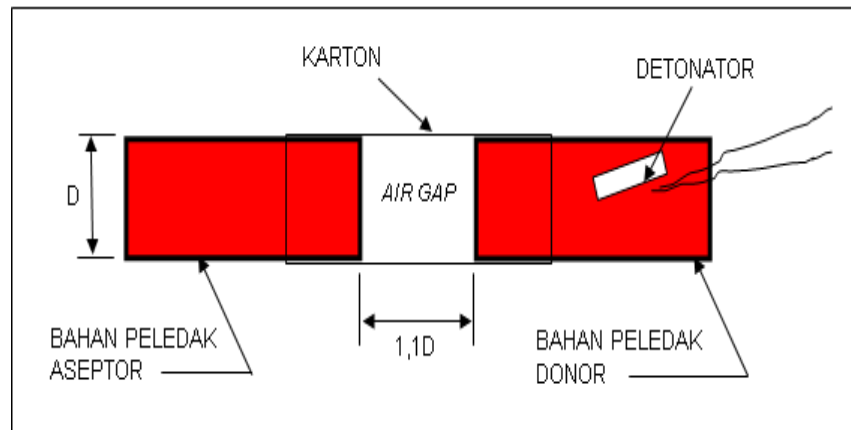 KARTON
DETONATOR
D
AIR GAP
1,1D
BAHAN PELEDAK
ASEPTOR
BAHAN PELEDAK
DONOR